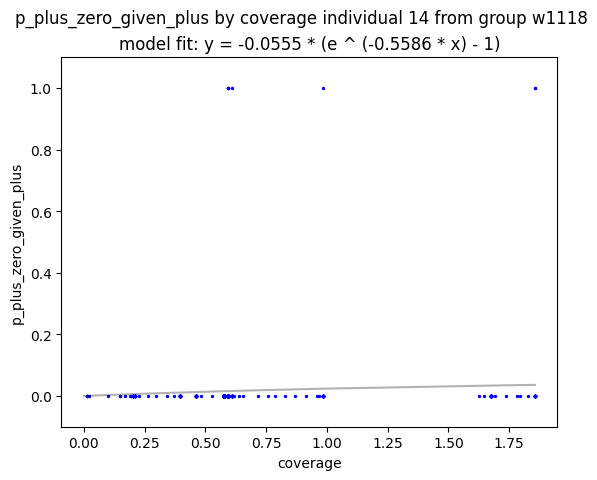 p_plus_zero_given_plus by coverage individual 14 from group w1118
model fit: y = -0.0555 * (e ^ (-0.5586 * x) - 1)
1.0
0.8
0.6
0.4
0.2
0.0
p_plus_zero_given_plus
0.00 0.25 0.50 0.75 1.00 1.25 1.50 1.75
coverage